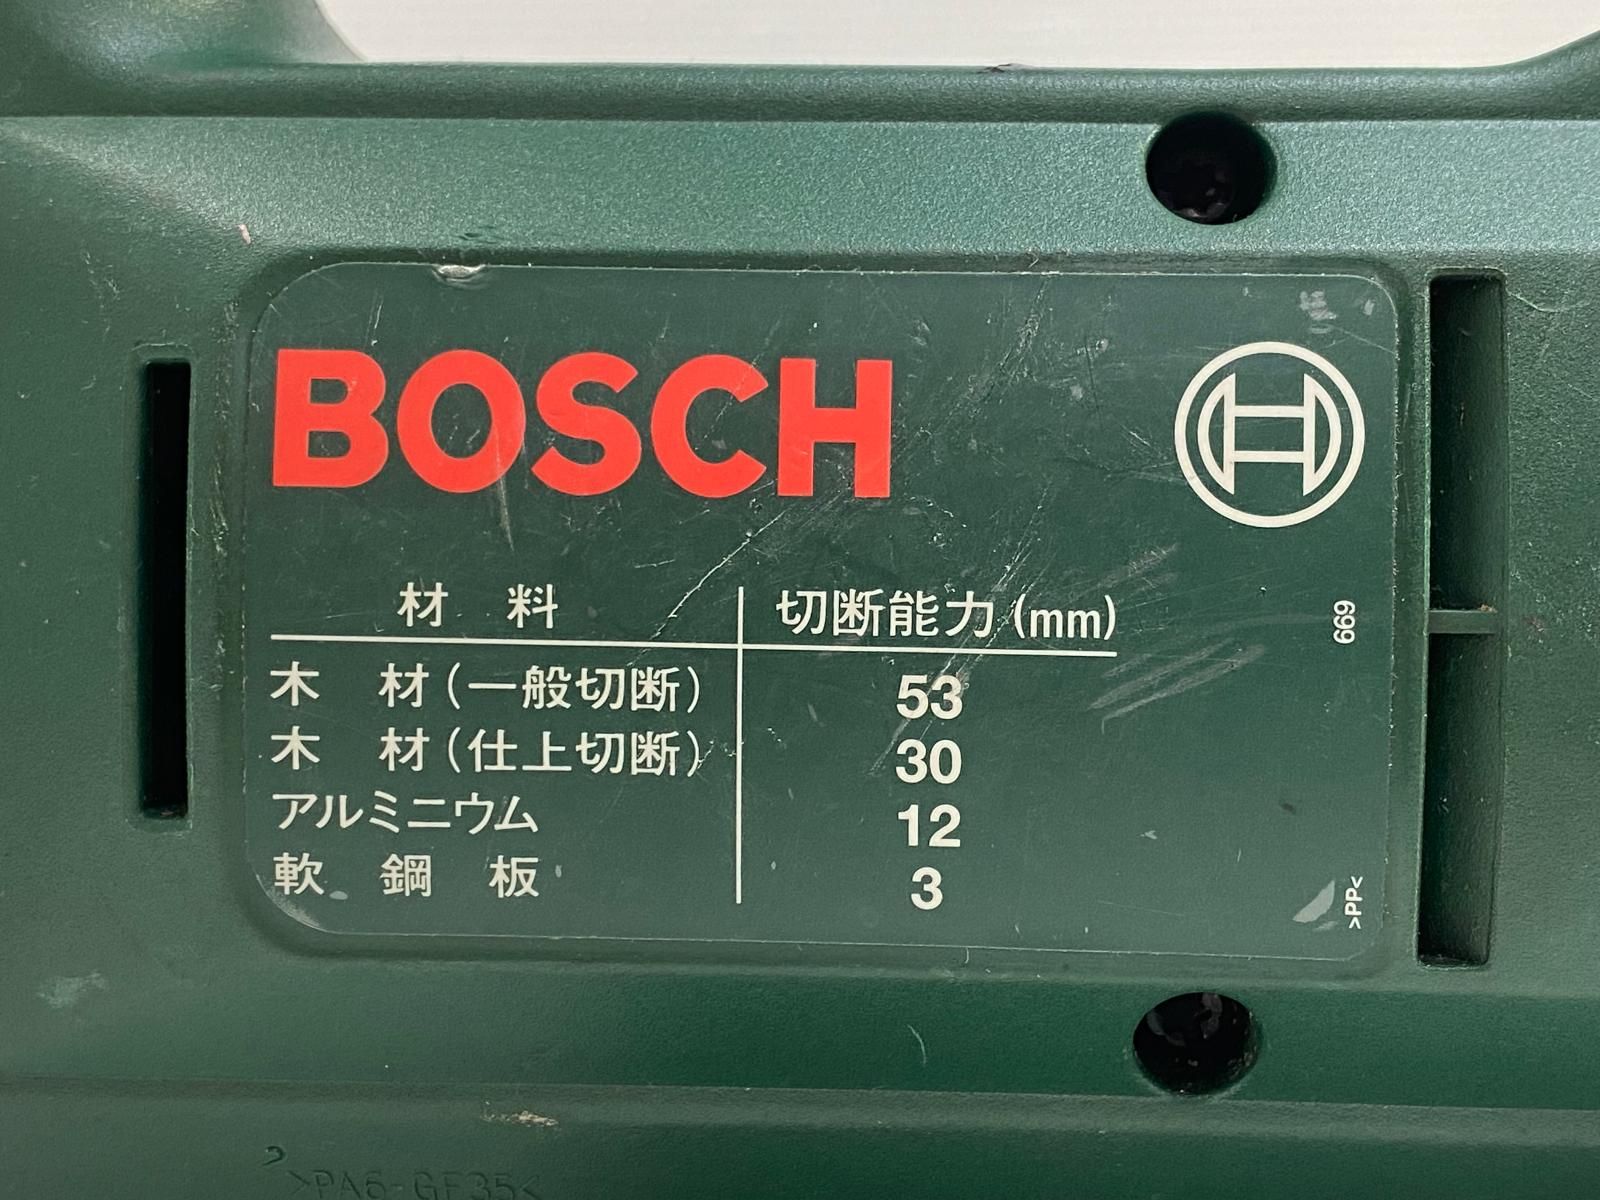 BOSCH
材 料 切断能力(mm)
木 材(一般切断) 53
木 材(仕上切断) 30
アルミニウム 12
軟 鋼 板 3
669
>PP<
>PA6-GF35<